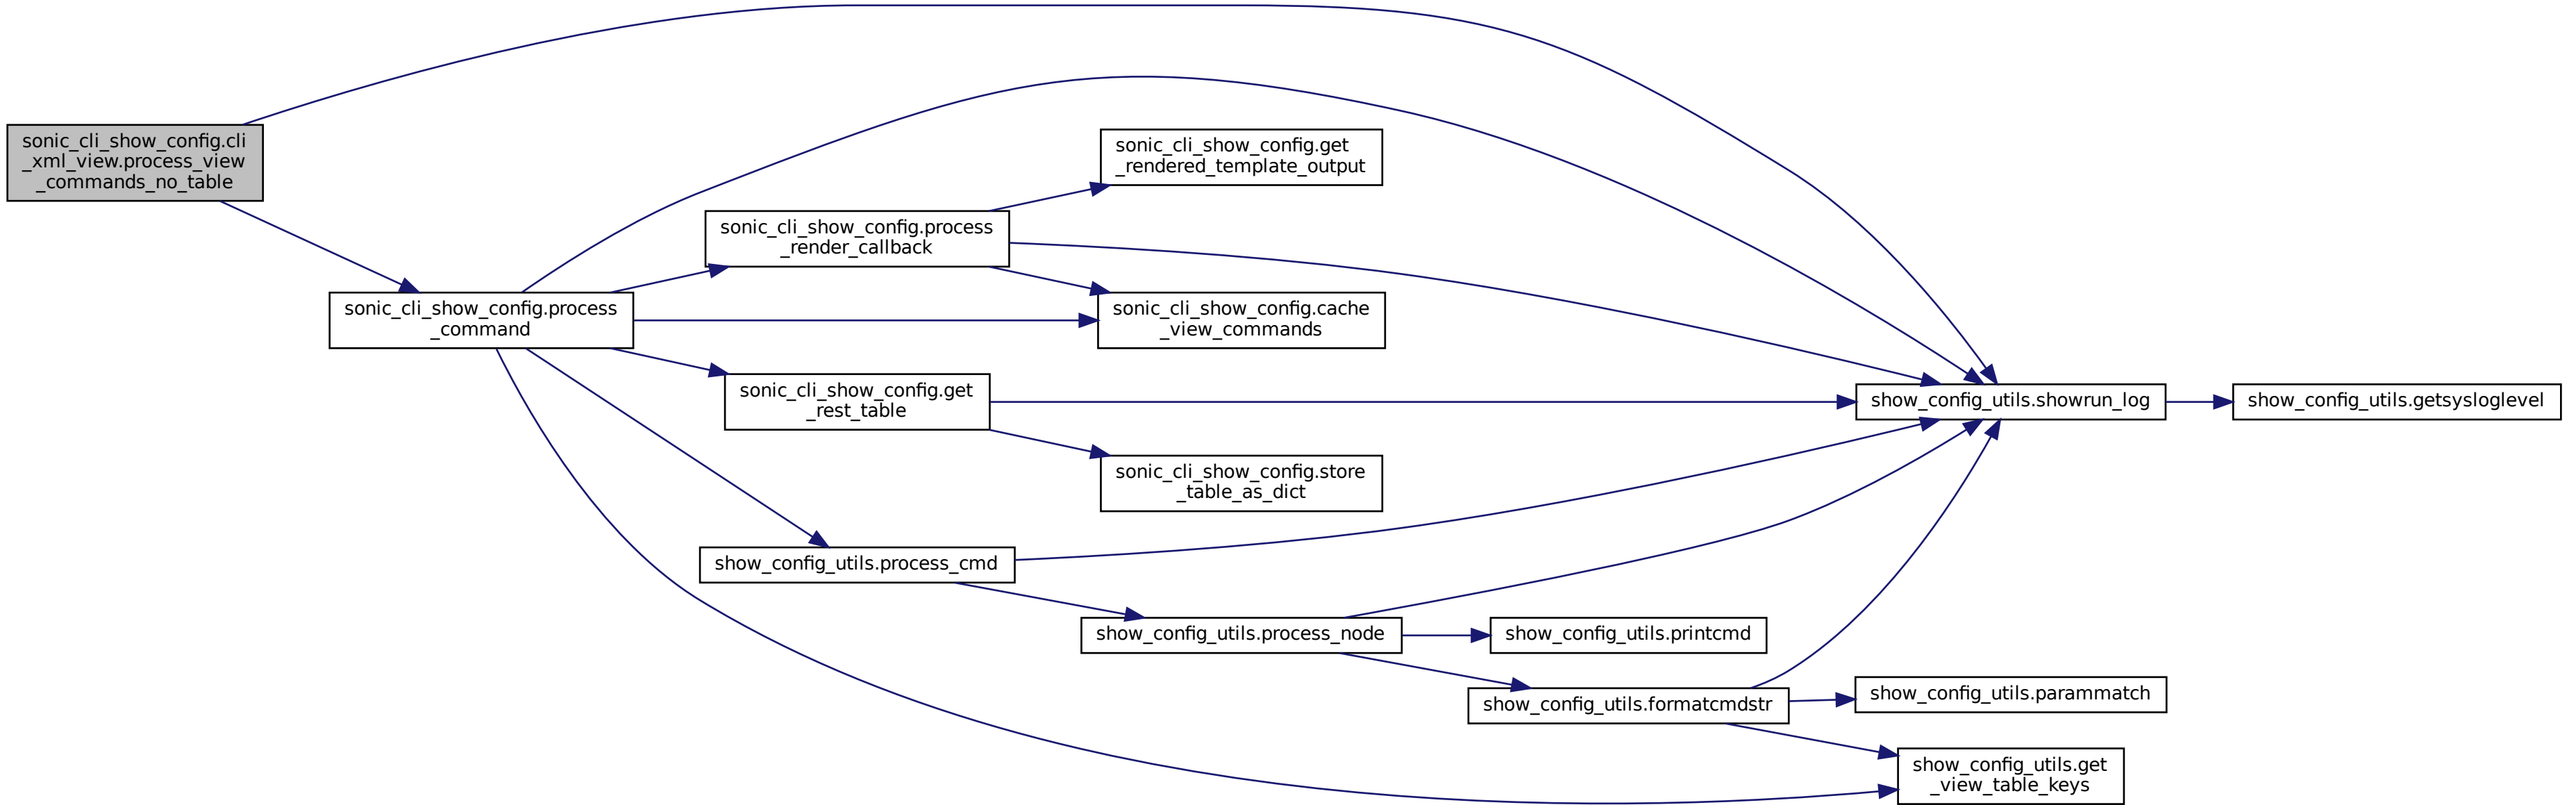 sonic_cli_show_config.cli
_xml_view.process_view
_commands_no_table
sonic_cli_show_config.process
_command
sonic_cli_show_config.process
_render_callback
sonic_cli_show_config.get
_rendered_template_output
sonic_cli_show_config.cache
_view_commands
sonic_cli_show_config.get
_rest_table
sonic_cli_show_config.store
_table_as_dict
show_config_utils.showrun_log
show_config_utils.getsysloglevel
show_config_utils.process_cmd
show_config_utils.process_node
show_config_utils.printcmd
show_config_utils.formatcmdstr
show_config_utils.parammatch
show_config_utils.get
_view_table_keys